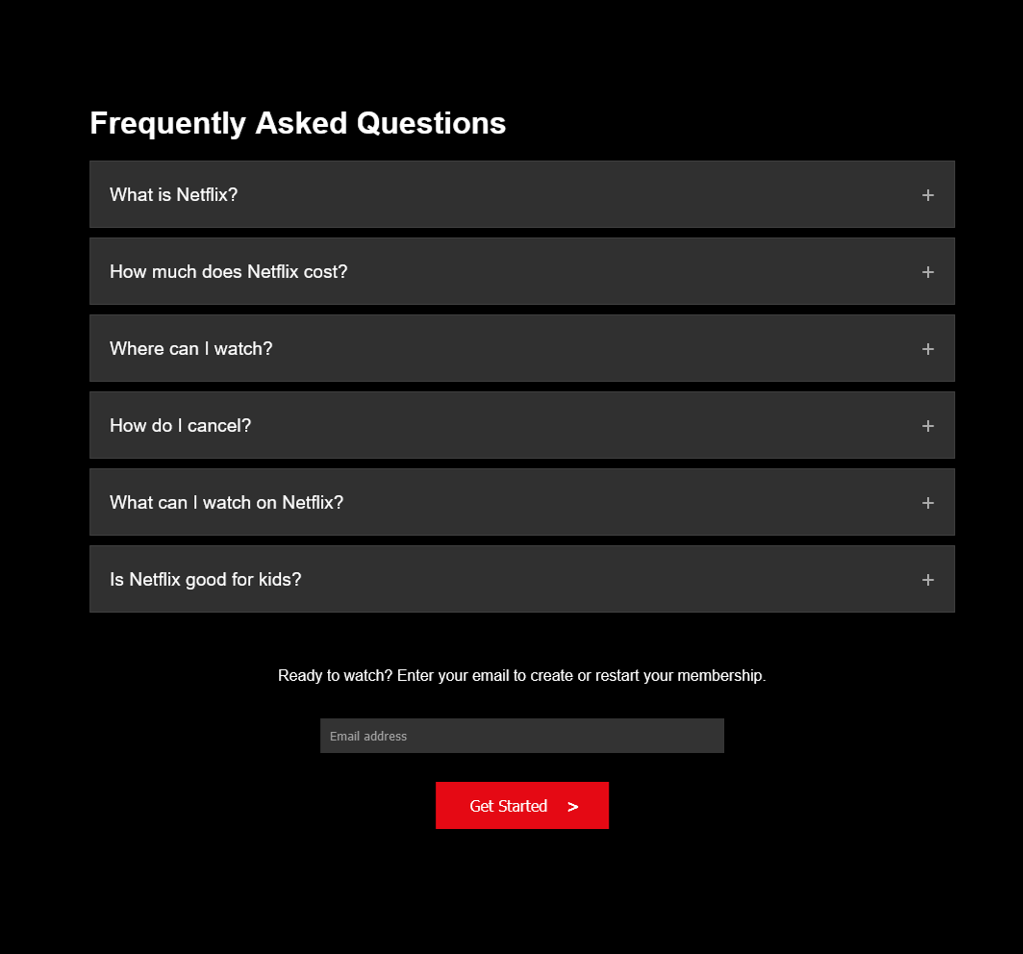 Frequently Asked Questions
What is Netflix? +
How much does Netflix cost? +
Where can I watch? +
How do I cancel? +
What can I watch on Netflix? +
Is Netflix good for kids? +
Ready to watch? Enter your email to create or restart your membership.
Email address
Get Started >